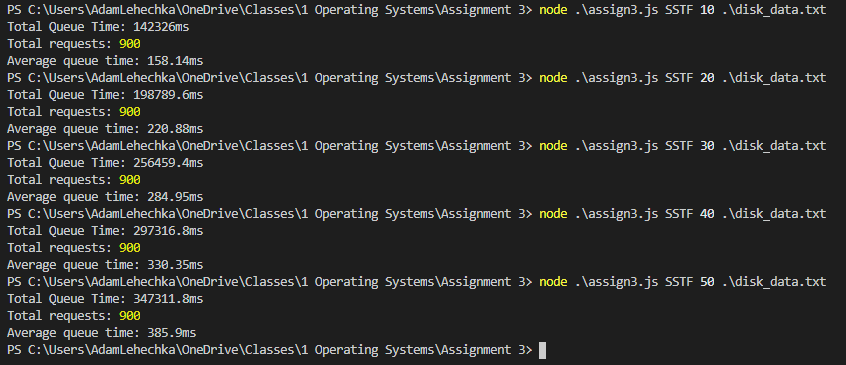 PS C:\Users\AdamLehechka\OneDrive\Classes\1 Operating Systems\Assignment 3> node .\assign3.js SSTF 10 .\disk_data.txt
Total Queue Time: 142326ms
Total requests: 900
Average queue time: 158.14ms
PS C:\Users\AdamLehechka\OneDrive\Classes\1 Operating Systems\Assignment 3> node .\assign3.js SSTF 20 .\disk_data.txt
Total Queue Time: 198789.6ms
Total requests: 900
Average queue time: 220.88ms
PS C:\Users\AdamLehechka\OneDrive\Classes\1 Operating Systems\Assignment 3> node .\assign3.js SSTF 30 .\disk_data.txt
Total Queue Time: 256459.4ms
Total requests: 900
Average queue time: 284.95ms
PS C:\Users\AdamLehechka\OneDrive\Classes\1 Operating Systems\Assignment 3> node .\assign3.js SSTF 40 .\disk_data.txt
Total Queue Time: 297316.8ms
Total requests: 900
Average queue time: 330.35ms
PS C:\Users\AdamLehechka\OneDrive\Classes\1 Operating Systems\Assignment 3> node .\assign3.js SSTF 50 .\disk_data.txt
Total Queue Time: 347311.8ms
Total requests: 900
Average queue time: 385.9ms
PS C:\Users\AdamLehechka\OneDrive\Classes\1 Operating Systems\Assignment 3>